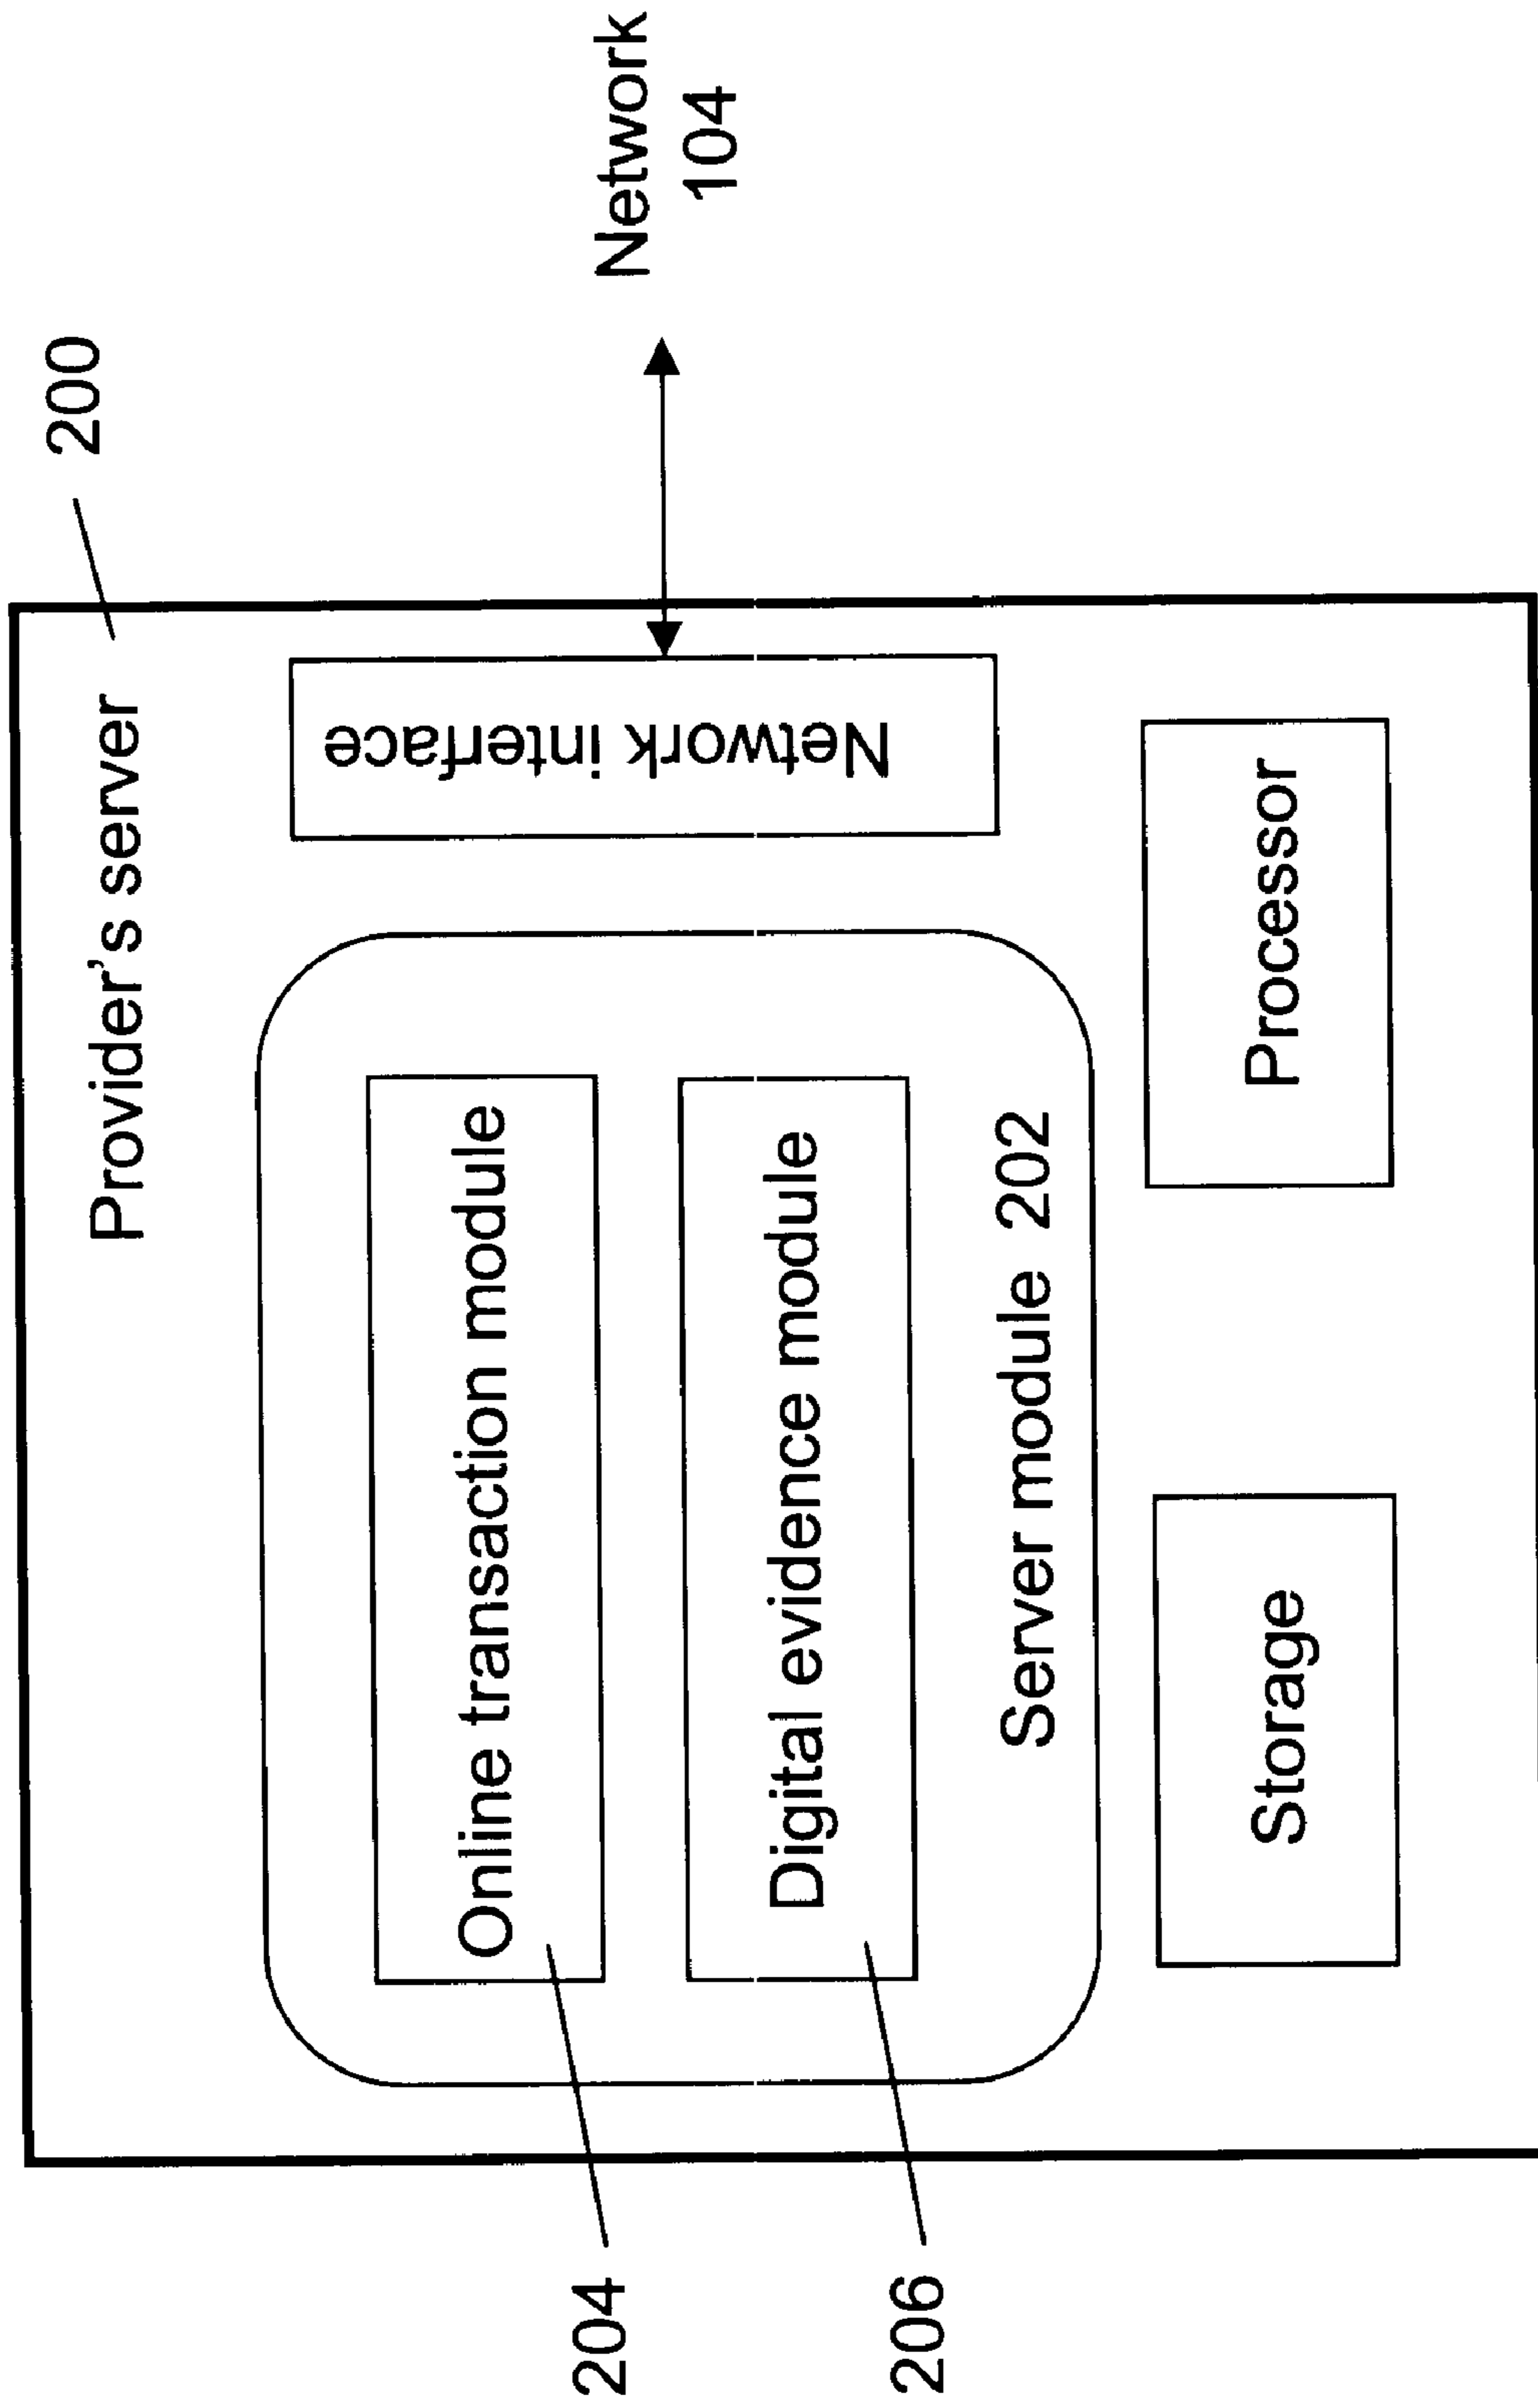 Provider's server
200
Online transaction module
Network interface
Network
104
204
Digital evidence module
206
Server module 202
Storage
Processor